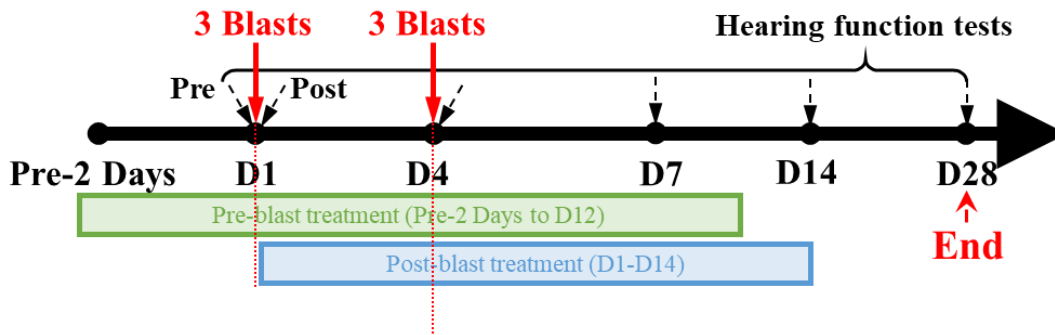 3 Blasts 3 Blasts Hearing function tests
Pre Post
Pre-2 Days D1 D4 D7 D14 D28
Pre-blast treatment (Pre-2 Days to D12)
End
Post-blast treatment (D1-D14)